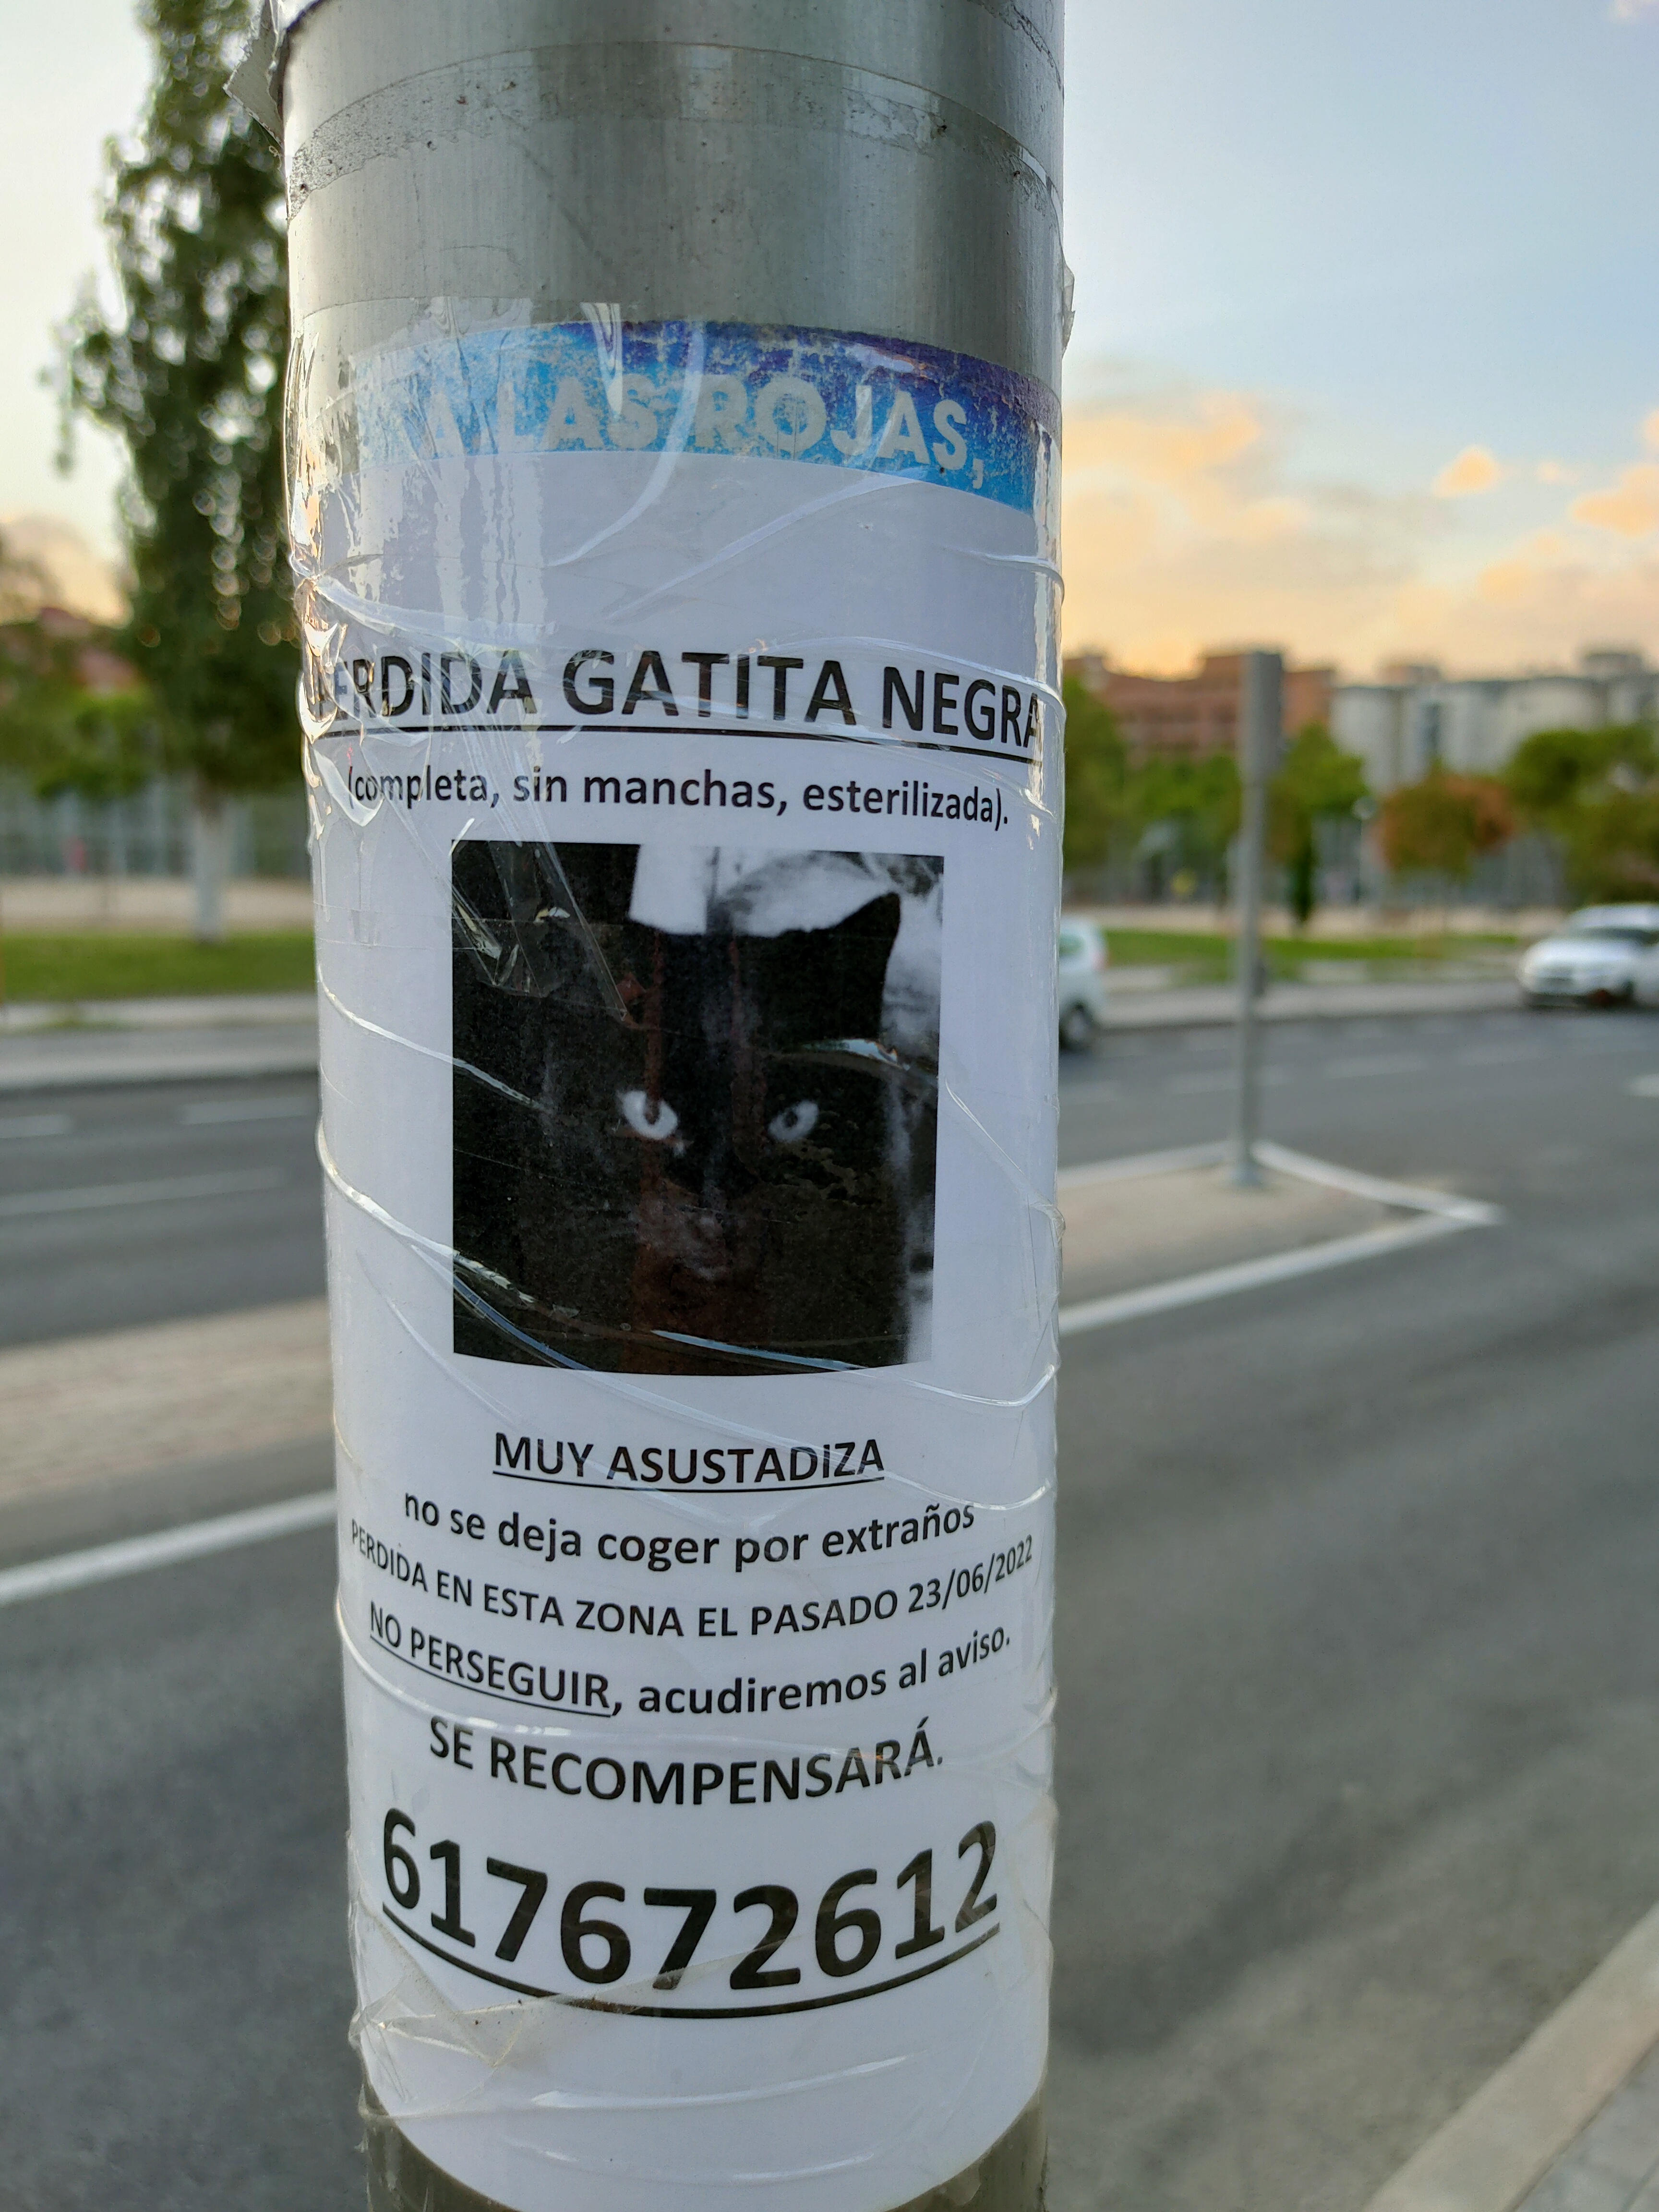 A LAS ROJAS,
PERDIDA GATITA NEGRA
(completa, sin manchas, esterilizada).
MUY ASUSTADIZA
no se deja coger por extraños
PERDIDA EN ESTA ZONA EL PASADO 23/06/2022
NO PERSEGUIR, acudiremos al aviso.
SE RECOMPENSARÁ.
617672612